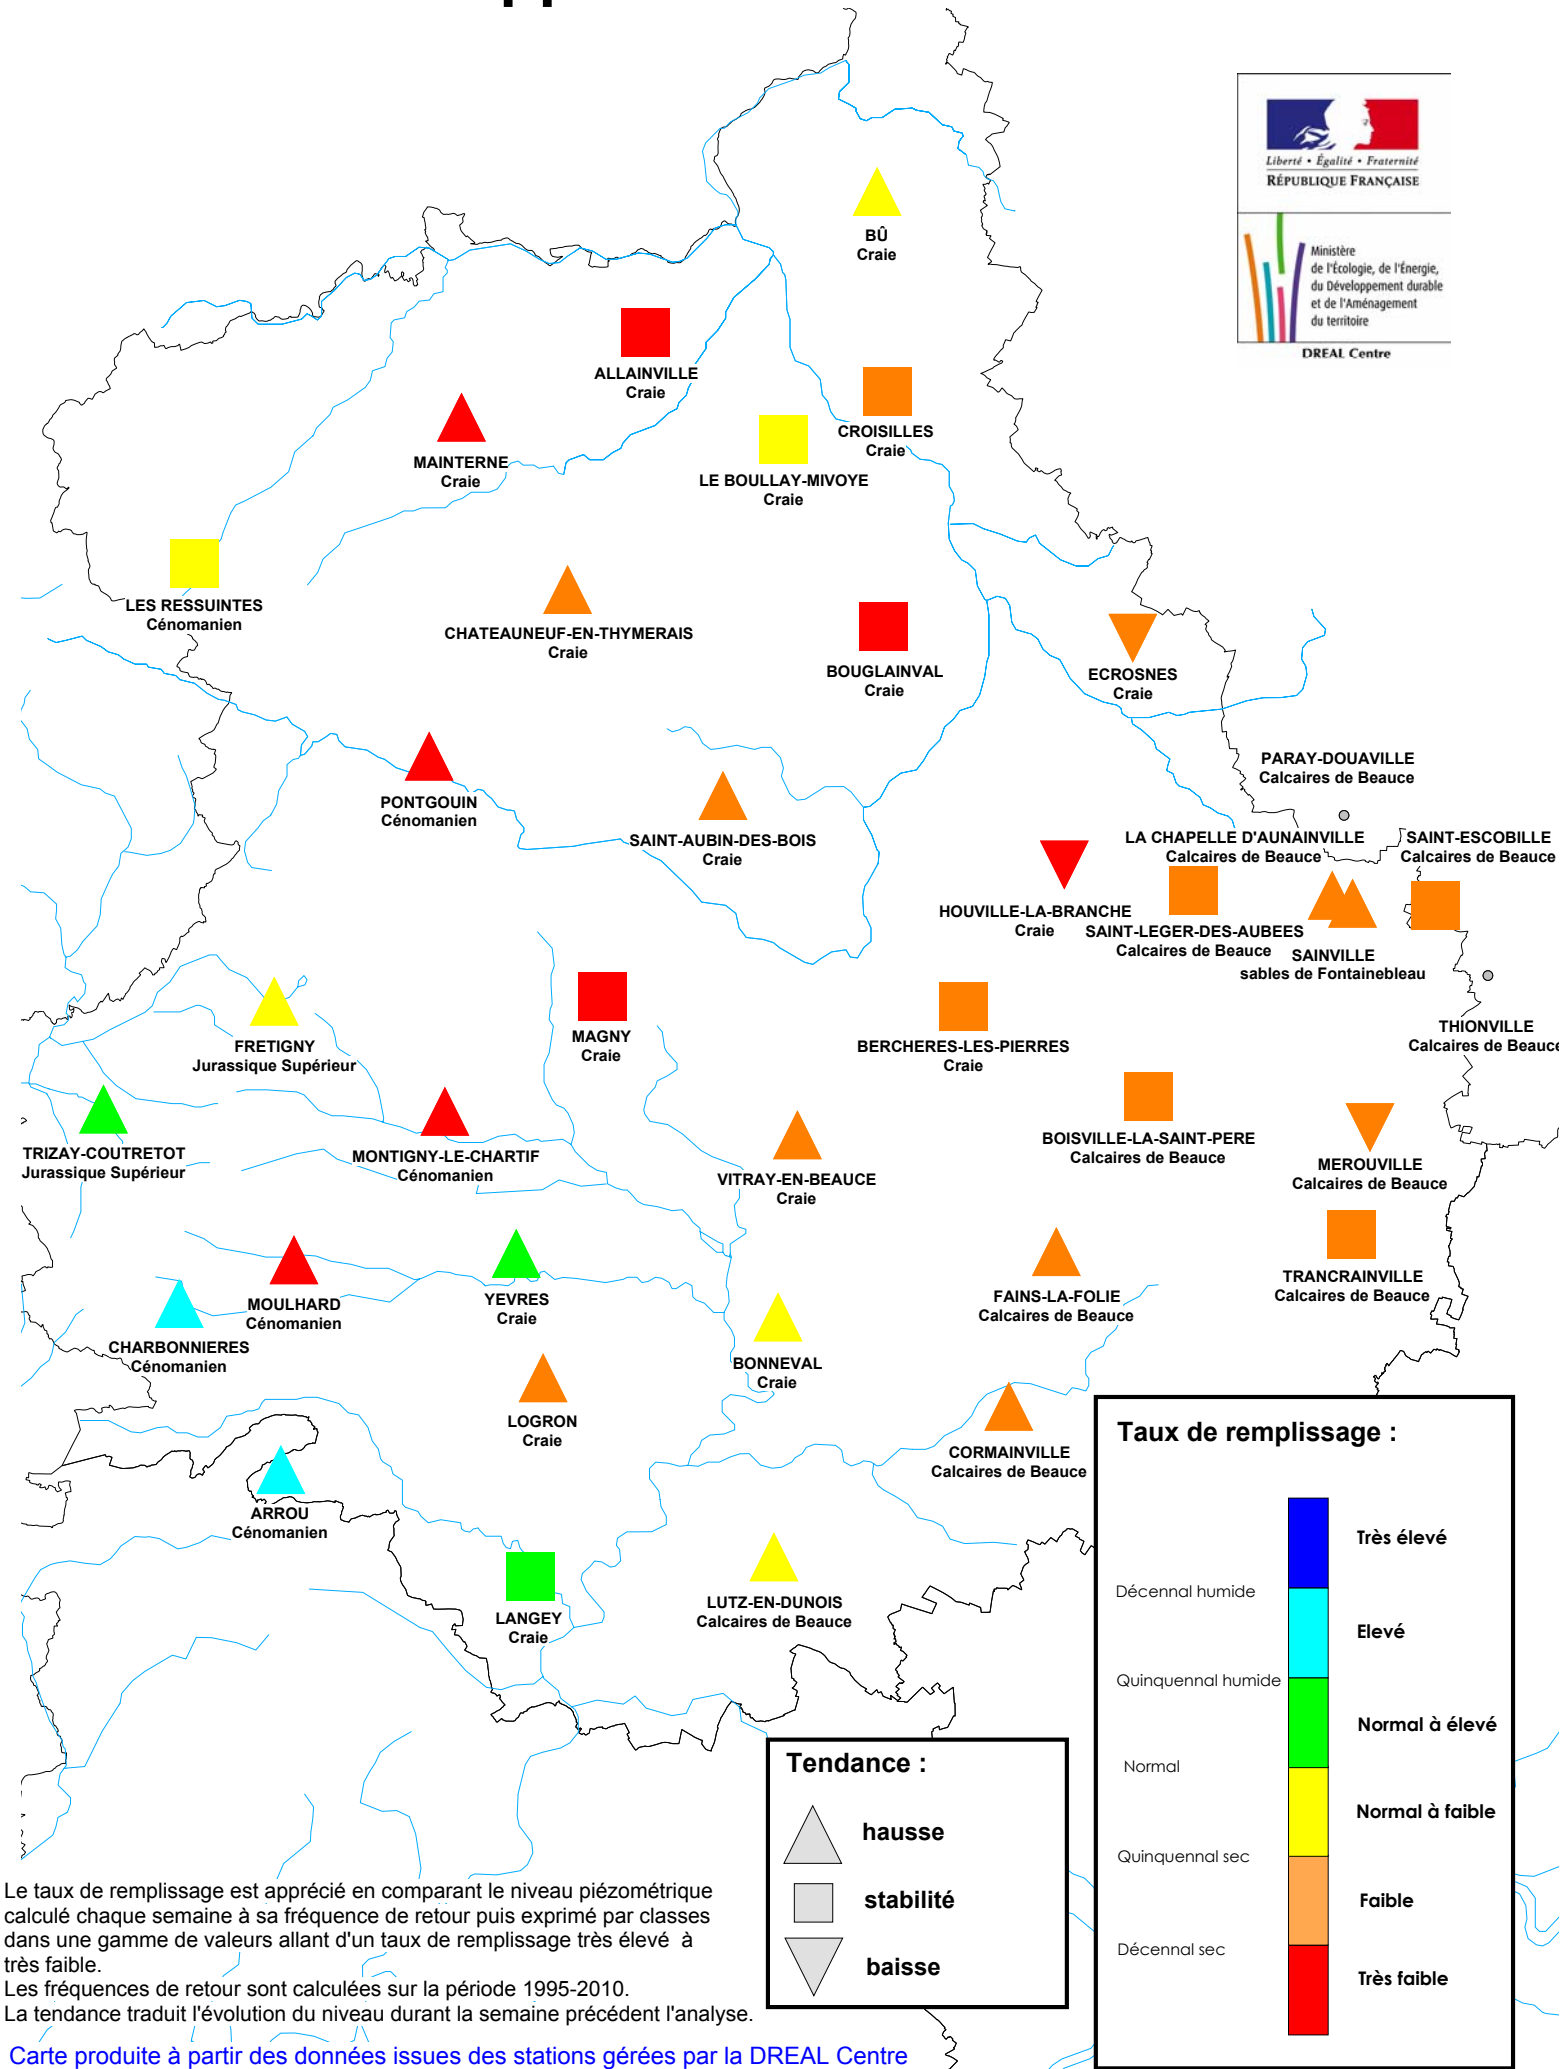 Liberté • Égalité • Fraternité
RÉPUBLIQUE FRANÇAISE
Ministère
de l'Écologie, de l'Énergie,
du Développement durable
et de l'Aménagement
du territoire
DREAL Centre
BÛ
Craie
ALLAINVILLE
Craie
CROISILLES
Craie
MAINTERNE
Craie
LE BOULLAY-MIVOYE
Craie
LES RESSUINTES
Cénomanien
CHATEAUNEUF-EN-THYMERAIS
Craie
BOUGLAINVAL
Craie
ECROSNES
Craie
PARAY-DOUAVILLE
Calcaires de Beauce
PONTGOUIN
Cénomanien
SAINT-AUBIN-DES-BOIS
Craie
LA CHAPELLE D'AUNAINVILLE
Calcaires de Beauce
SAINT-ESCOBILLE
Calcaires de Beauce
HOUVILLE-LA-BRANCHE
Craie
SAINT-LEGER-DES-AUBEES
Calcaires de Beauce
SAINVILLE
sables de Fontainebleau
THIONVILLE
Calcaires de Beauce
FRETIGNY
Jurassique Supérieur
MAGNY
Craie
BERCHERES-LES-PIERRES
Craie
TRIZAY-COUTRETOT
Jurassique Supérieur
MONTIGNY-LE-CHARTIF
Cénomanien
VITRAY-EN-BEAUCE
Craie
BOISVILLE-LA-SAINT-PERE
Calcaires de Beauce
MEROUVILLE
Calcaires de Beauce
MOULHARD
Cénomanien
YEVRES
Craie
FAINS-LA-FOLIE
Calcaires de Beauce
TRANCRAINVILLE
Calcaires de Beauce
CHARBONNIERES
Cénomanien
BONNEVAL
Craie
LOGRON
Craie
CORMAINVILLE
Calcaires de Beauce
ARROU
Cénomanien
LANGEY
Craie
LUTZ-EN-DUNOIS
Calcaires de Beauce
Taux de remplissage :
Très élevé
Décennal humide
Elevé
Quinquennal humide
Normal à élevé
Normal
Normal à faible
Quinquennal sec
Faible
Décennal sec
Très faible
Tendance :
hausse
stabilité
baisse
Le taux de remplissage est apprécié en comparant le niveau piézométrique
calculé chaque semaine à sa fréquence de retour puis exprimé par classes
dans une gamme de valeurs allant d'un taux de remplissage très élevé à
très faible.
Les fréquences de retour sont calculées sur la période 1995-2010.
La tendance traduit l'évolution du niveau durant la semaine précédent l'analyse.
Carte produite à partir des données issues des stations gérées par la DREAL Centre